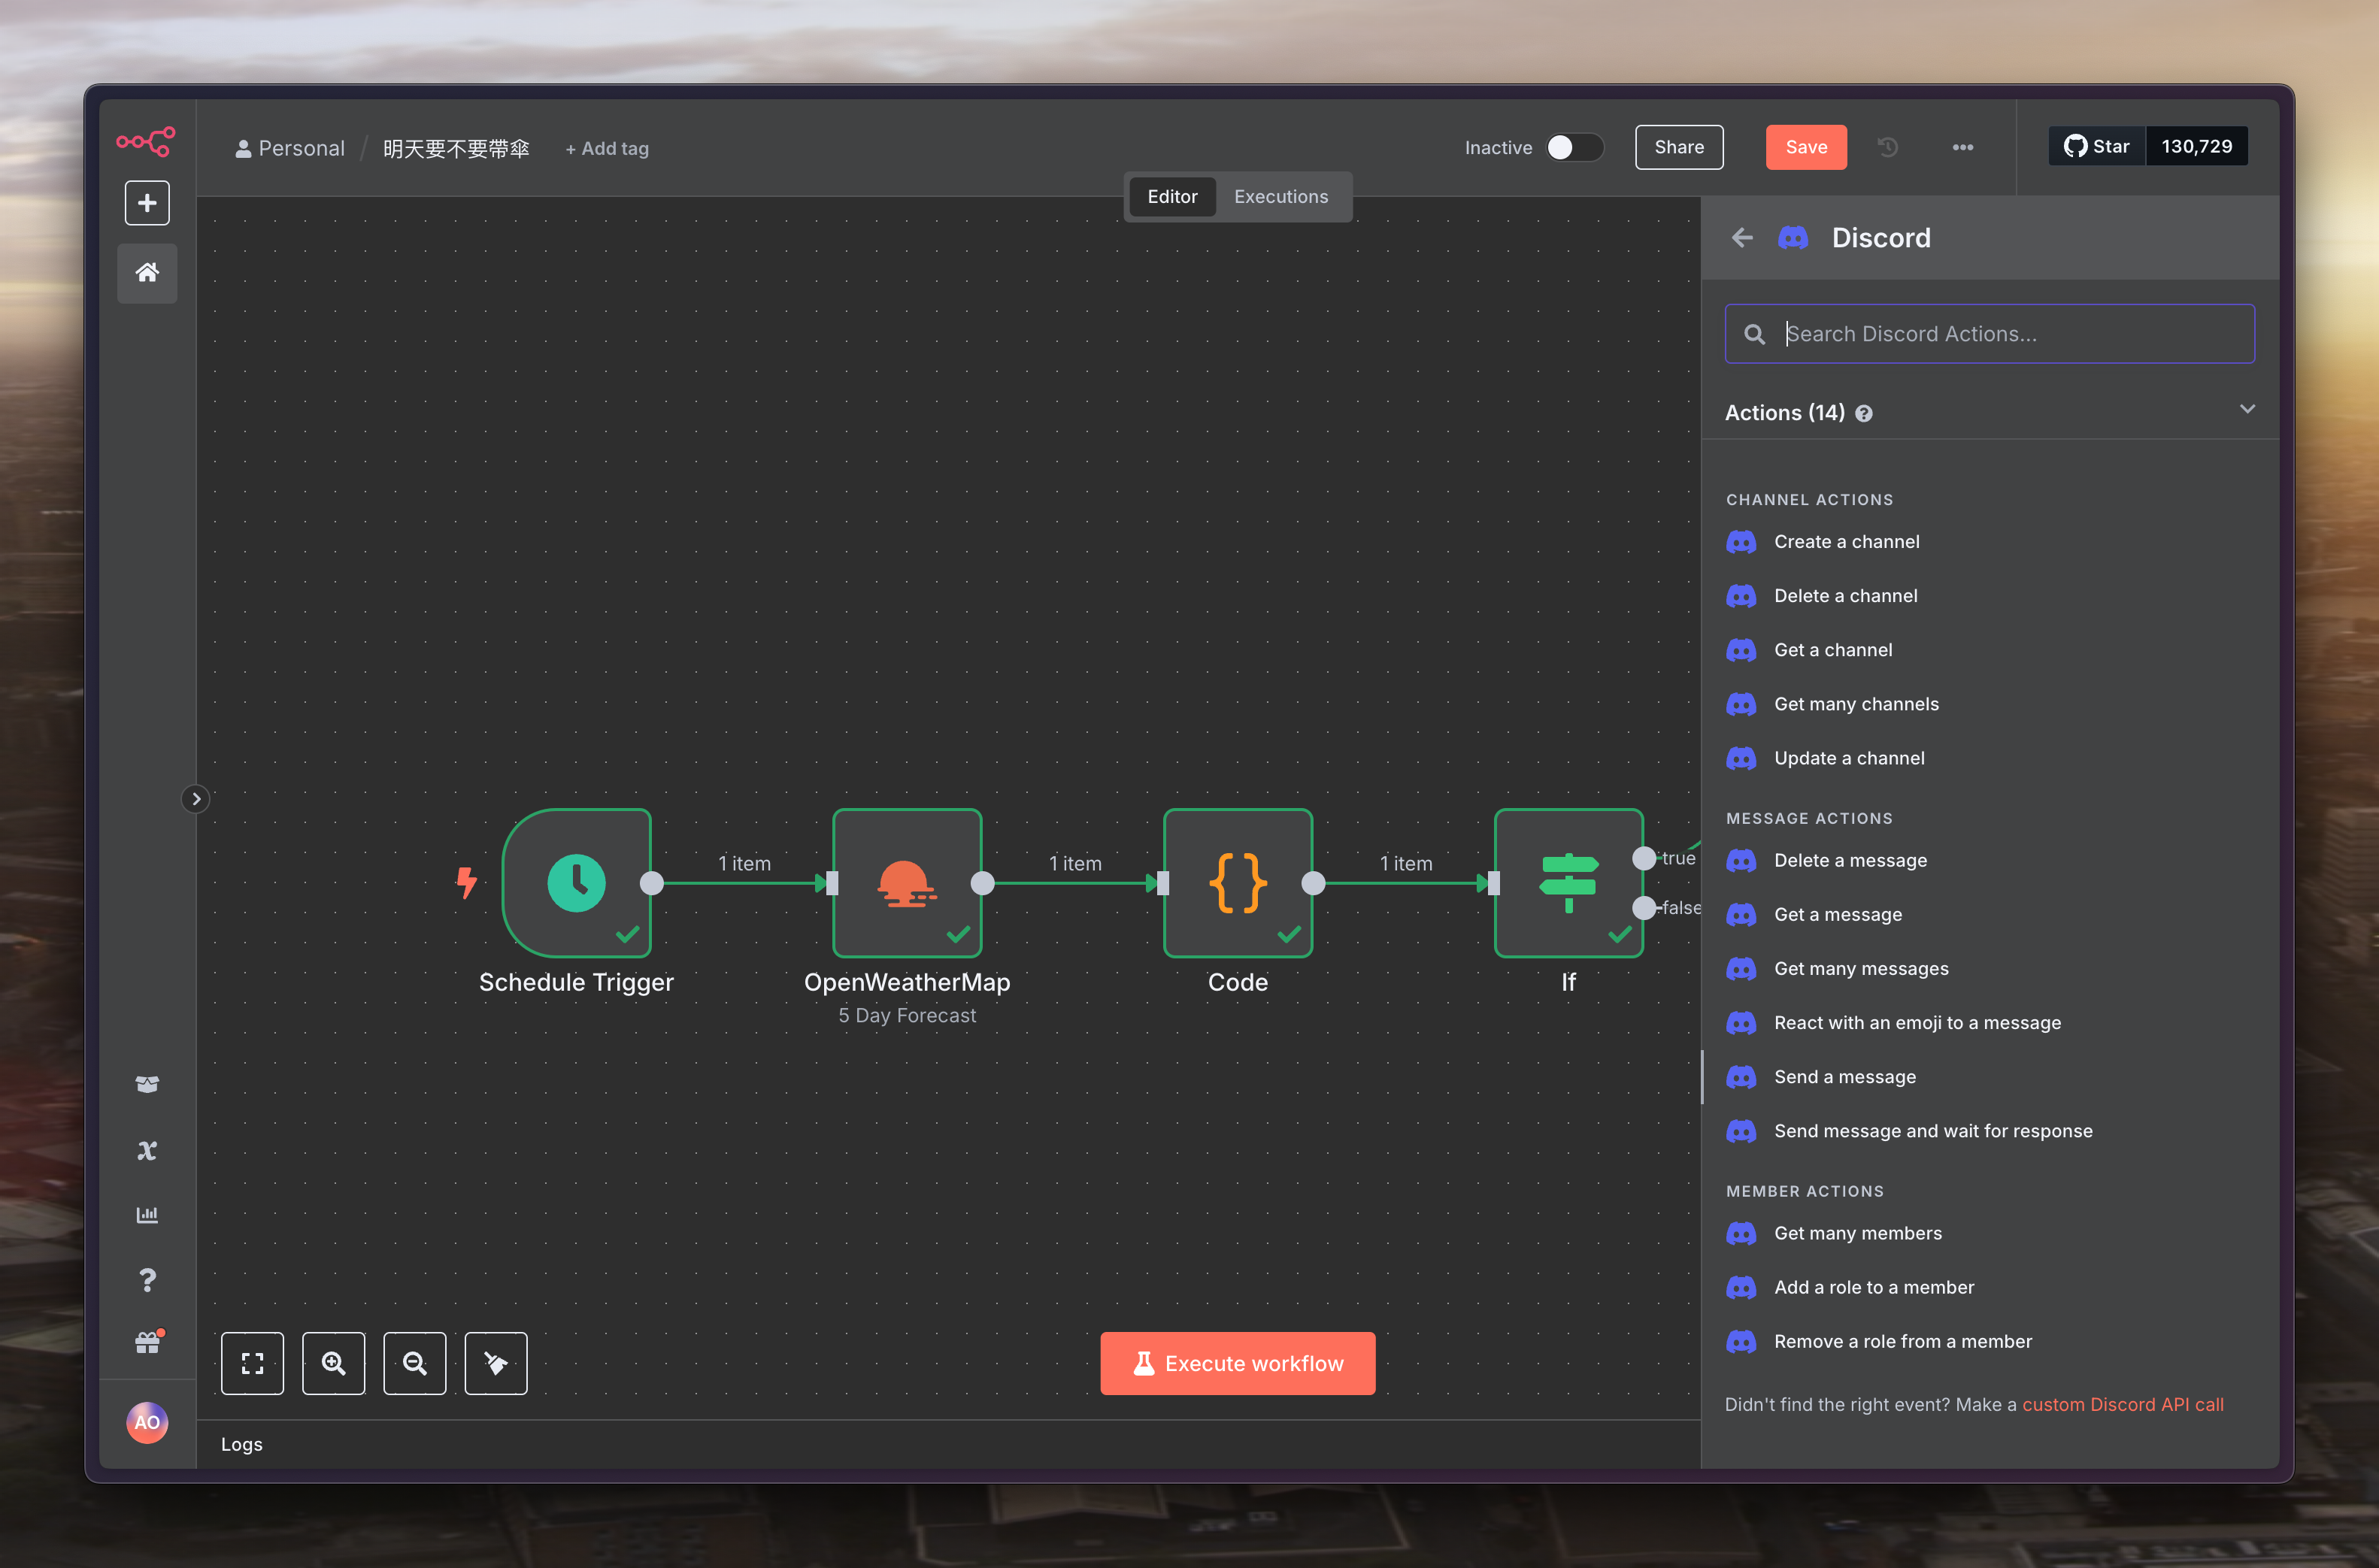 Personal / 明天要不要帶傘 + Add tag
Inactive
Share
Save
Star 130,729
Editor Executions
Discord
Search Discord Actions...
Actions (14)
CHANNEL ACTIONS
Create a channel
Delete a channel
Get a channel
Get many channels
Update a channel
MESSAGE ACTIONS
Delete a message
Get a message
Get many messages
React with an emoji to a message
Send a message
Send message and wait for response
MEMBER ACTIONS
Get many members
Add a role to a member
Remove a role from a member
Didn't find the right event? Make a custom Discord API call
1 item
1 item
1 item
true
false
Schedule Trigger
OpenWeatherMap
5 Day Forecast
Code
If
Execute workflow
AO
Logs